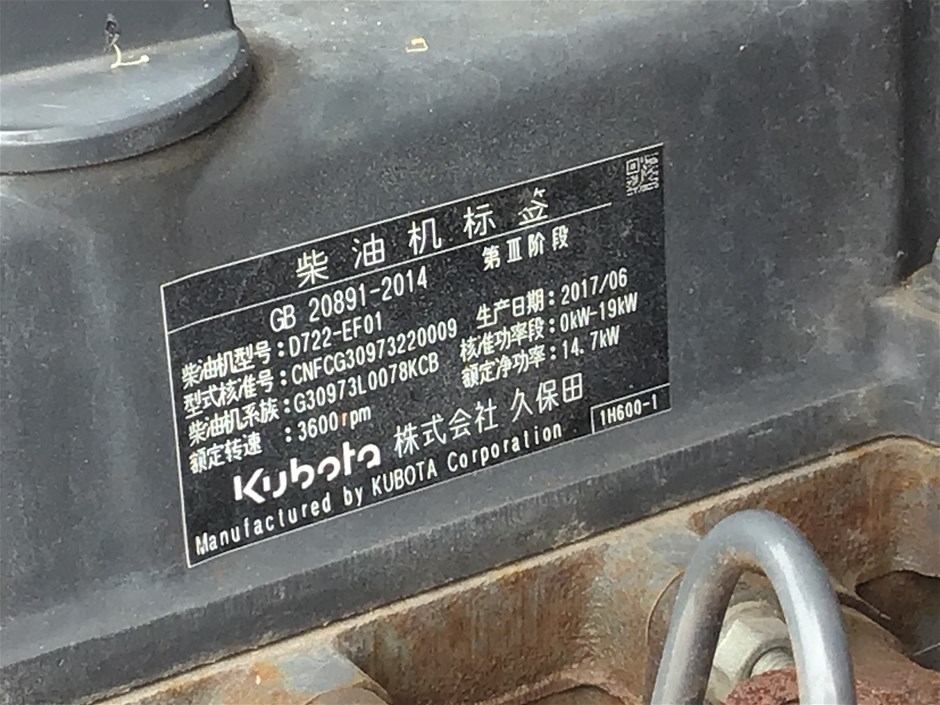 柴油机标签
GB 20891-2014 第Ⅲ阶段
柴油机型号:D722-EF01 生产日期:2017/06
型式核准号:CNFCG30973220009 核准功率段:0kW-19kW
柴油机系族:G30973L0078KCB 额定净功率:14.7kW
额定转速 :3600rpm
Kubota 株式会社 久保田
1H600-1
Manufactured by KUBOTA Corporation